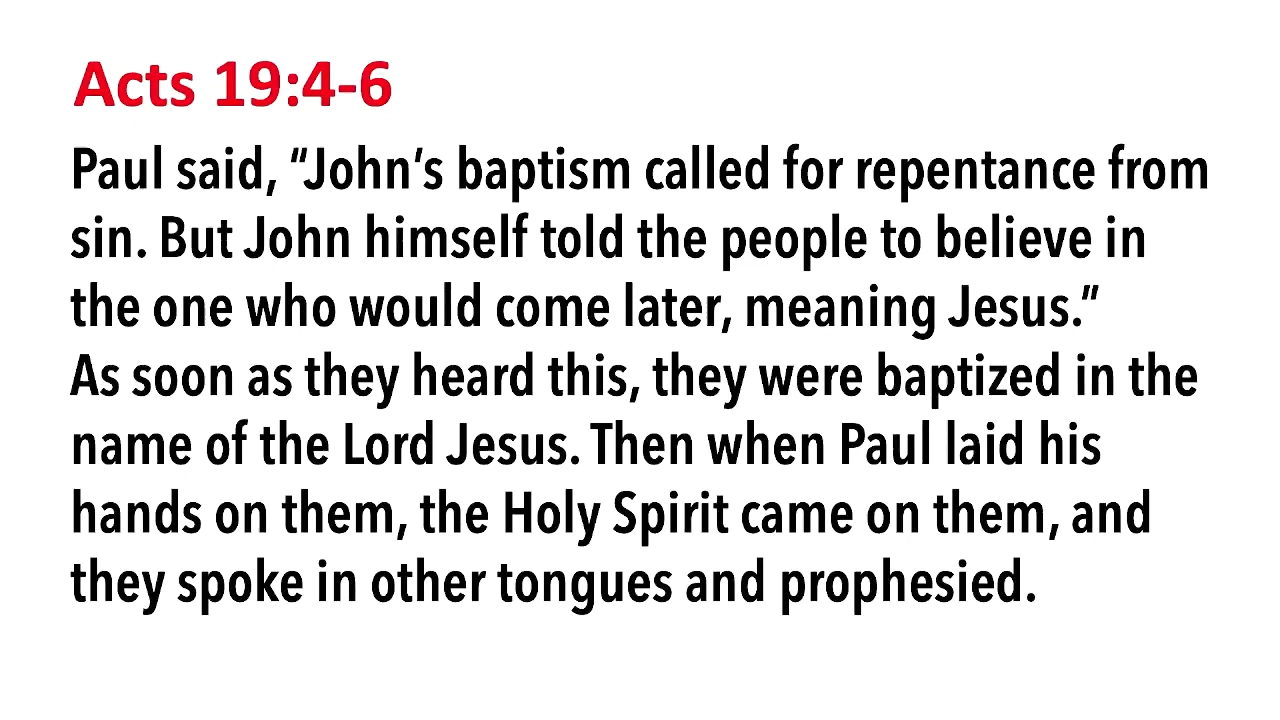 Acts 19:4-6
Paul said, “John’s baptism called for repentance from
sin. But John himself told the people to believe in
the one who would come later, meaning Jesus.”
As soon as they heard this, they were baptized in the
name of the Lord Jesus. Then when Paul laid his
hands on them, the Holy Spirit came on them, and
they spoke in other tongues and prophesied.